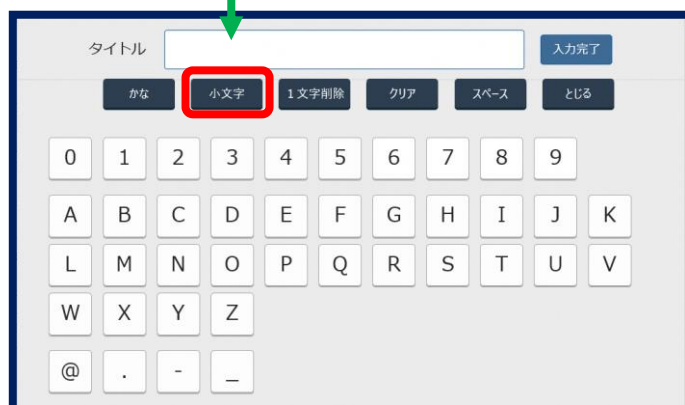 タイトル 入力完了
かな 小文字 1文字削除 クリア スペース とじる
0 1 2 3 4 5 6 7 8 9
A B C D E F G H I J K
L M N O P Q R S T U V
W X Y Z
@ . - _